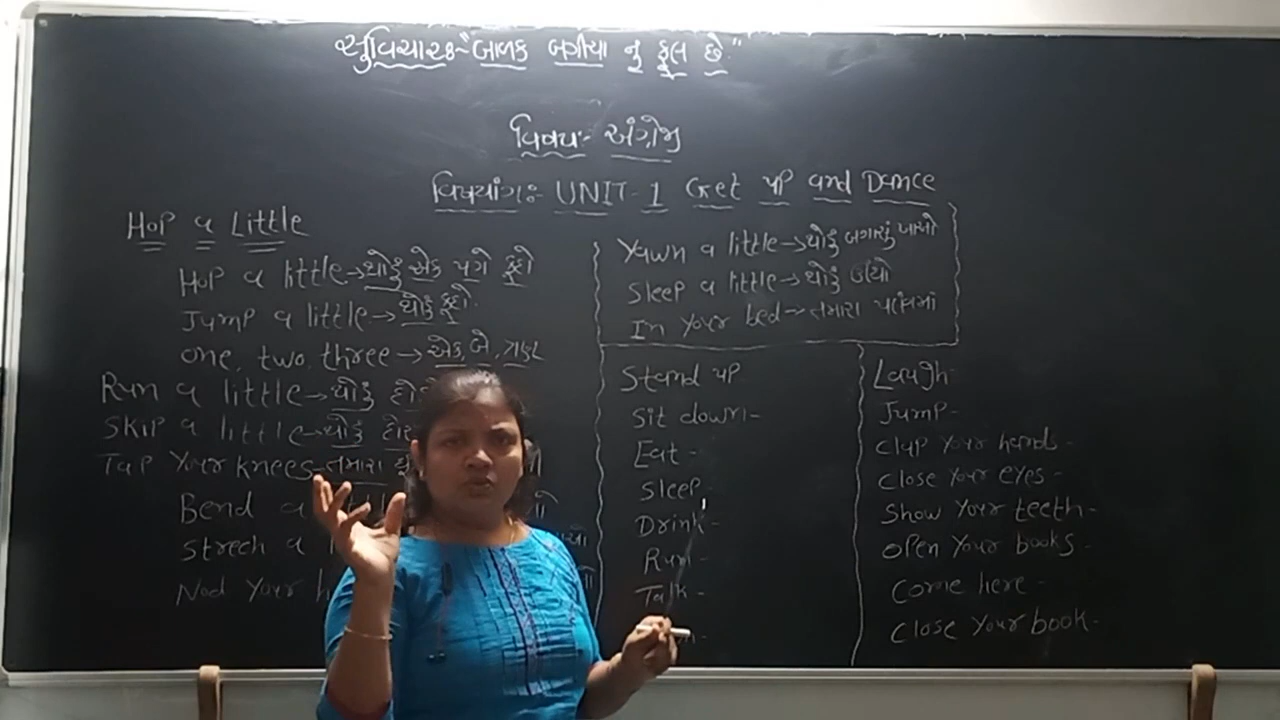 સુવિચારઃ- "બાળક બગીચા નુ ફૂલ છે"
વિષયઃ- અંગ્રેજી
વિષયાંગઃ- UNIT-1 Get up and Dance
Hop a Little
Hop a little→થોડું એક પગે કૂદો
Jump a little→થોડું કૂદો.
one, two, three→એક, બે, ત્રણ
Run a little→થોડું
Skip a little→થોડું
Tap your knees-તમારા
Bend a
Strech a
Nod your
Yawn a little→થોડું બગાસું ખાઓ
Sleep a little→થોડું ઊંઘો
In your bed→તમારા પલંગમાં
Stand up
Sit down-
Eat-
Sleep-
Drink-
Run-
Talk-
Laugh-
Jump-
Clap your hands-
Close your eyes-
Show your teeth-
Open your books-
Come here-
Close your book-